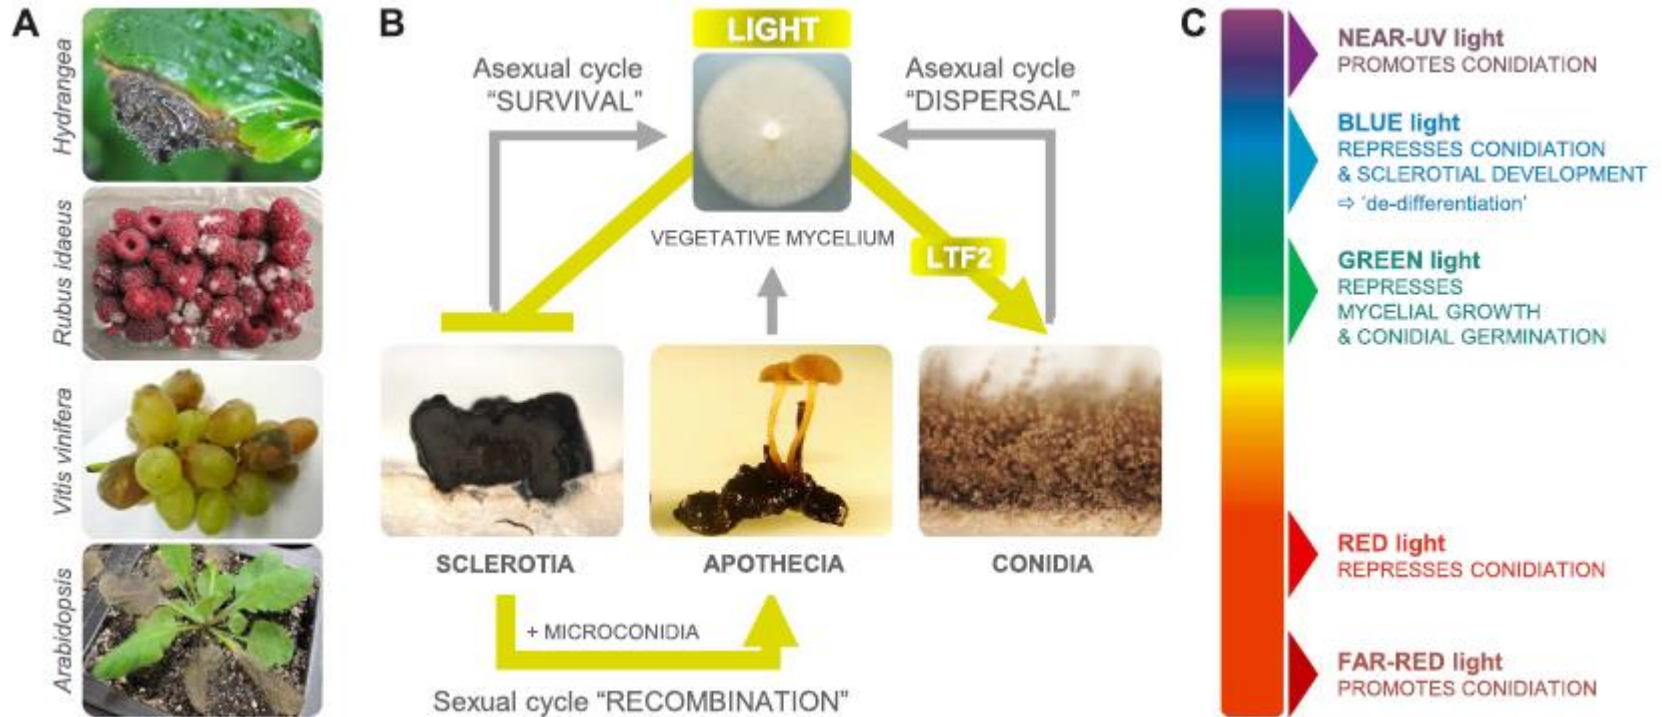 A
Hydrangea
Rubus idaeus
Vitis vinifera
Arabidopsis
B
LIGHT
Asexual cycle
“SURVIVAL”
Asexual cycle
“DISPERSAL”
VEGETATIVE MYCELIUM
LTF2
SCLEROTIA
APOTHECIA
CONIDIA
+ MICROCONIDIA
Sexual cycle “RECOMBINATION”
C
NEAR-UV light
PROMOTES CONIDIATION
BLUE light
REPRESSES CONIDIATION
& SCLEROTIAL DEVELOPMENT
⇨ ‘de-differentiation’
GREEN light
REPRESSES
MYCELIAL GROWTH
& CONIDIAL GERMINATION
RED light
REPRESSES CONIDIATION
FAR-RED light
PROMOTES CONIDIATION